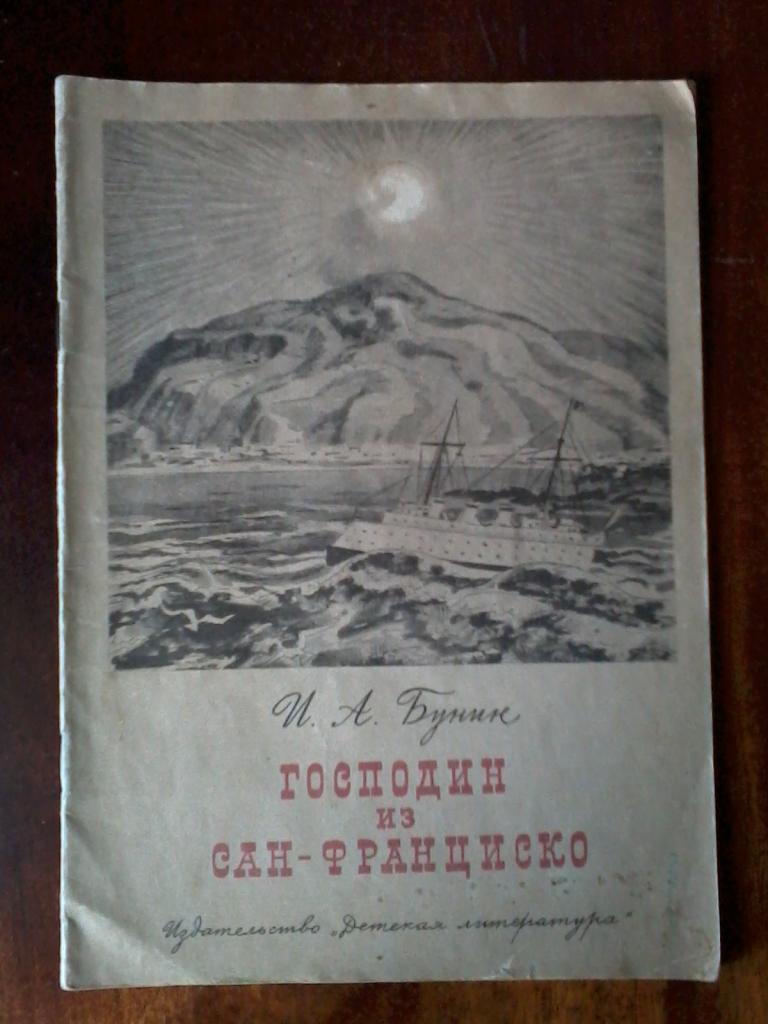 И. А. Бунин
ГОСПОДИН
ИЗ
САН-ФРАНЦИСКО
Издательство „Детская литература"